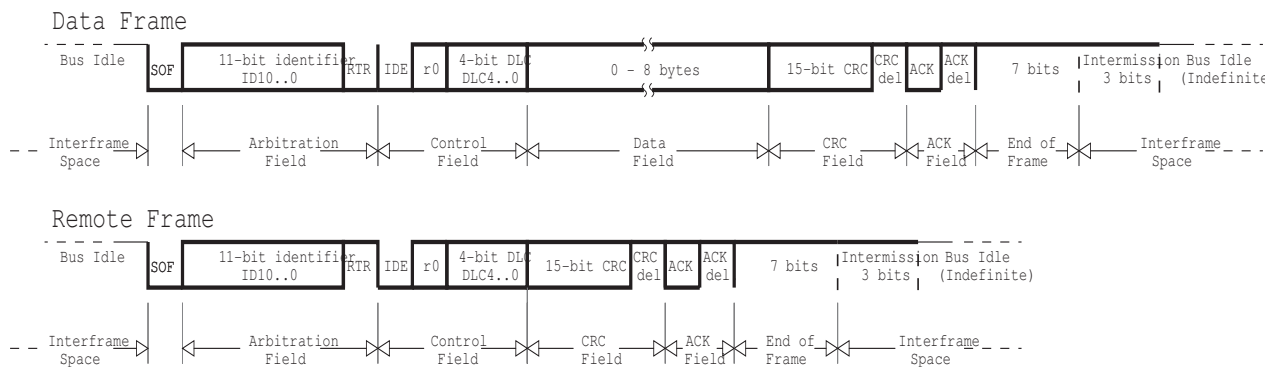 Data Frame
Bus Idle
SOF
11-bit identifier
ID10..0
RTR
IDE
r0
4-bit DLC
DLC4..0
0 - 8 bytes
15-bit CRC
CRC
del
ACK
ACK
del
7 bits
Intermission
3 bits
Bus Idle
(Indefinite
Interframe
Space
Arbitration
Field
Control
Field
Data
Field
CRC
Field
ACK
Field
End of
Frame
Interframe
Space
Remote Frame
Bus Idle
SOF
11-bit identifier
ID10..0
RTR
IDE
r0
4-bit DLC
DLC4..0
15-bit CRC
CRC
del
ACK
ACK
del
7 bits
Intermission
3 bits
Bus Idle
(Indefinite)
Interframe
Space
Arbitration
Field
Control
Field
CRC
Field
ACK
Field
End of
Frame
Interframe
Space